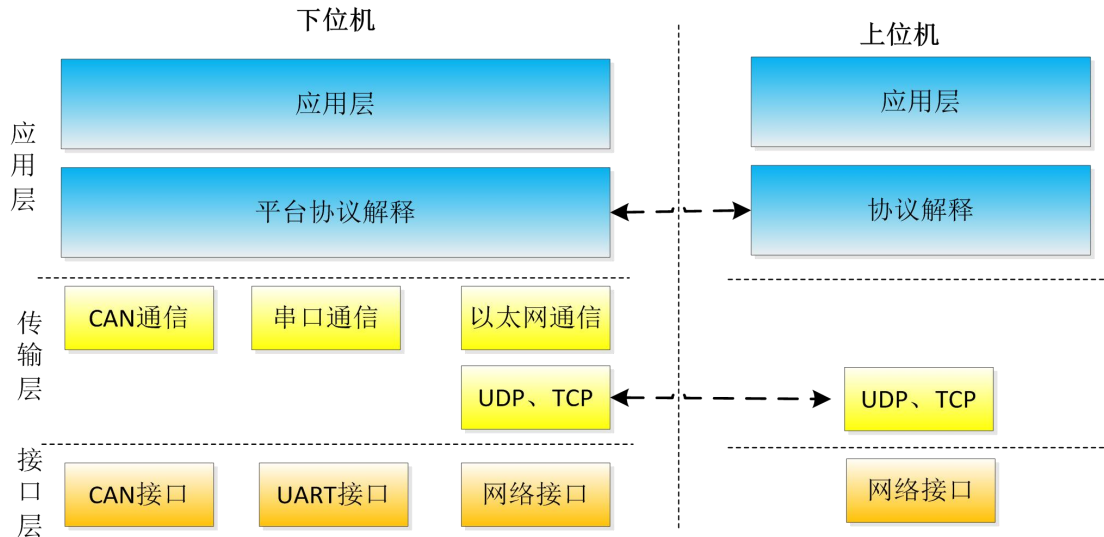 下位机
上位机
应用层
应用层
应用层
平台协议解释
协议解释
传输层
CAN通信
串口通信
以太网通信
UDP、TCP
UDP、TCP
接口层
CAN接口
UART接口
网络接口
网络接口